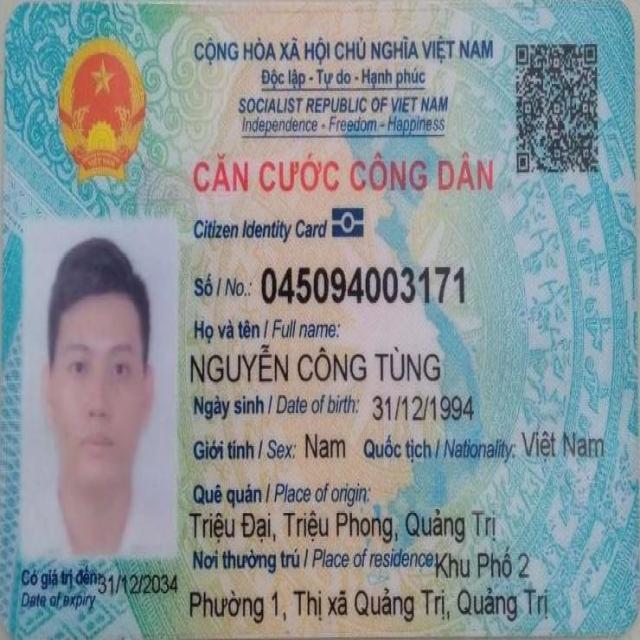 CỘNG HÒA XÃ HỘI CHỦ NGHĨA VIỆT NAM
Độc lập - Tự do - Hạnh phúc
SOCIALIST REPUBLIC OF VIET NAM
Independence - Freedom - Happiness
CĂN CƯỚC CÔNG DÂN
Citizen Identity Card
Số / No.: 045094003171
Họ và tên / Full name:
NGUYỄN CÔNG TÙNG
Ngày sinh / Date of birth: 31/12/1994
Giới tính / Sex: Nam Quốc tịch / Nationality: Việt Nam
Quê quán / Place of origin:
Triệu Đại, Triệu Phong, Quảng Trị
Nơi thường trú / Place of residence: Khu Phố 2
Phường 1, Thị xã Quảng Trị, Quảng Trị
Có giá trị đến: 31/12/2034
Date of expiry